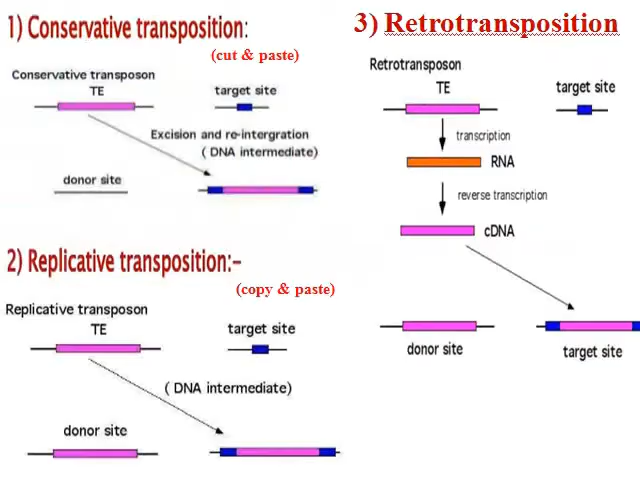 1) Conservative transposition:
(cut & paste)
Conservative transposon
TE
target site
Excision and re-intergration
( DNA intermediate)
donor site
2) Replicative transposition:-
(copy & paste)
Replicative transposon
TE
target site
( DNA intermediate)
donor site
3) Retrotransposition
Retrotransposon
TE
target site
transcription
RNA
reverse transcription
cDNA
donor site
target site